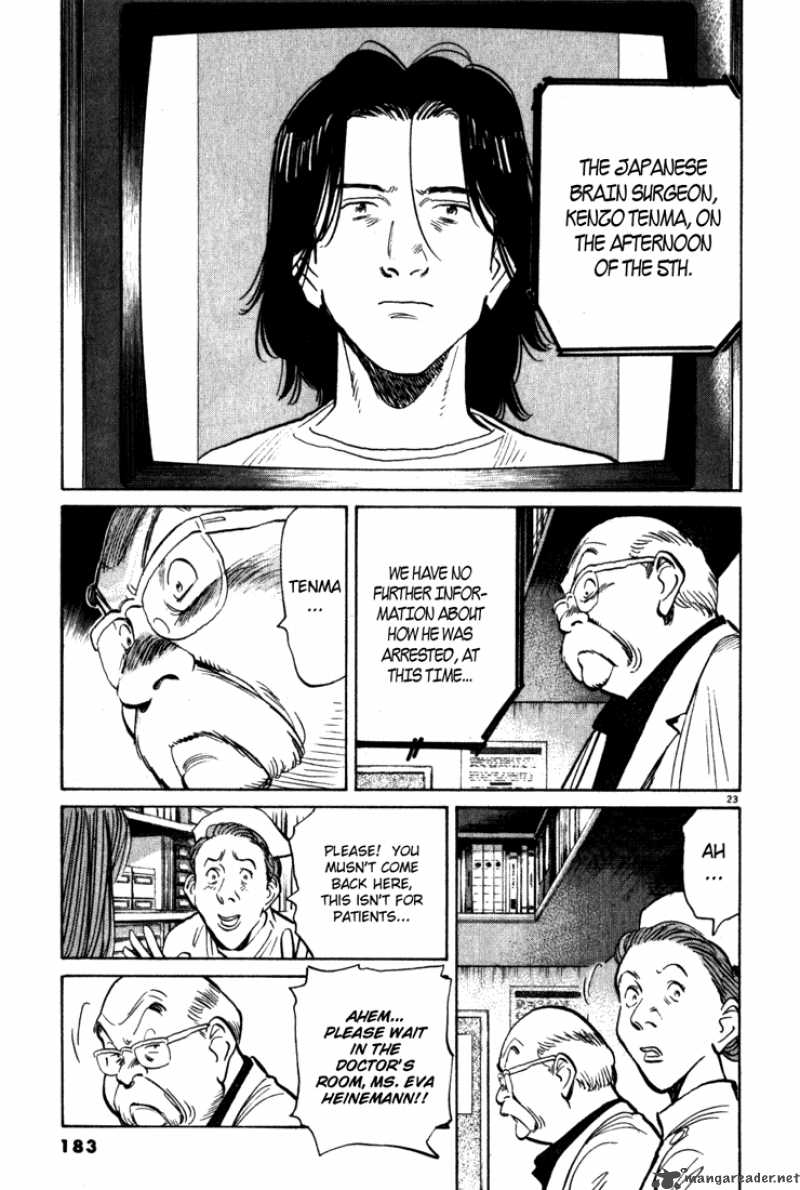 THE JAPANESE
BRAIN SURGEON,
KENZO TENMA, ON
THE AFTERNOON
OF THE 5TH.
WE HAVE NO
FURTHER INFOR-
MATION ABOUT
HOW HE WAS
ARRESTED, AT
THIS TIME...
TENMA
...
23
AH
...
PLEASE! YOU
MUSN'T COME
BACK HERE,
THIS ISN'T FOR
PATIENTS...
AHEM...
PLEASE WAIT
IN THE
DOCTOR'S
ROOM, MS. EVA
HEINEMANN!!
183
mangareader.net